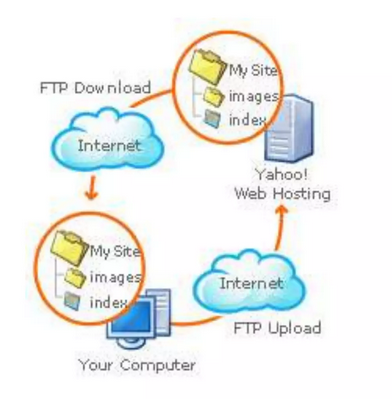 My Site
FTP Download
images
index
Internet
Yahoo!
Web Hosting
My Site
images
Internet
index
FTP Upload
Your Computer